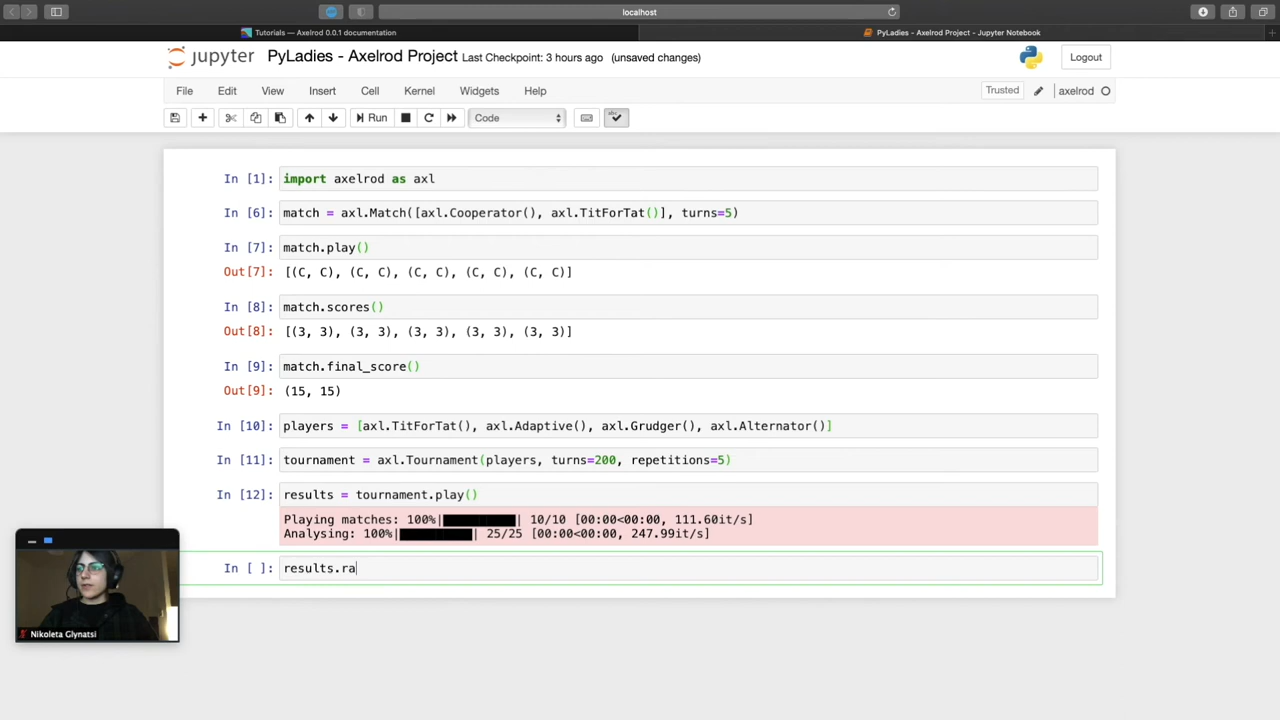 localhost
Tutorials — Axelrod 0.0.1 documentation
PyLadies - Axelrod Project - Jupyter Notebook
jupyter PyLadies - Axelrod Project Last Checkpoint: 3 hours ago (unsaved changes)
Logout
File Edit View Insert Cell Kernel Widgets Help
Trusted axelrod
Run Code
In [1]: import axelrod as axl
In [6]: match = axl.Match([axl.Cooperator(), axl.TitForTat()], turns=5)
In [7]: match.play()
Out[7]: [(C, C), (C, C), (C, C), (C, C), (C, C)]
In [8]: match.scores()
Out[8]: [(3, 3), (3, 3), (3, 3), (3, 3), (3, 3)]
In [9]: match.final_score()
Out[9]: (15, 15)
In [10]: players = [axl.TitForTat(), axl.Adaptive(), axl.Grudger(), axl.Alternator()]
In [11]: tournament = axl.Tournament(players, turns=200, repetitions=5)
In [12]: results = tournament.play()
Playing matches: 100%|██████████| 10/10 [00:00<00:00, 111.60it/s]
Analysing: 100%|██████████| 25/25 [00:00<00:00, 247.99it/s]
In [ ]: results.ra
Nikoleta Glynatsi